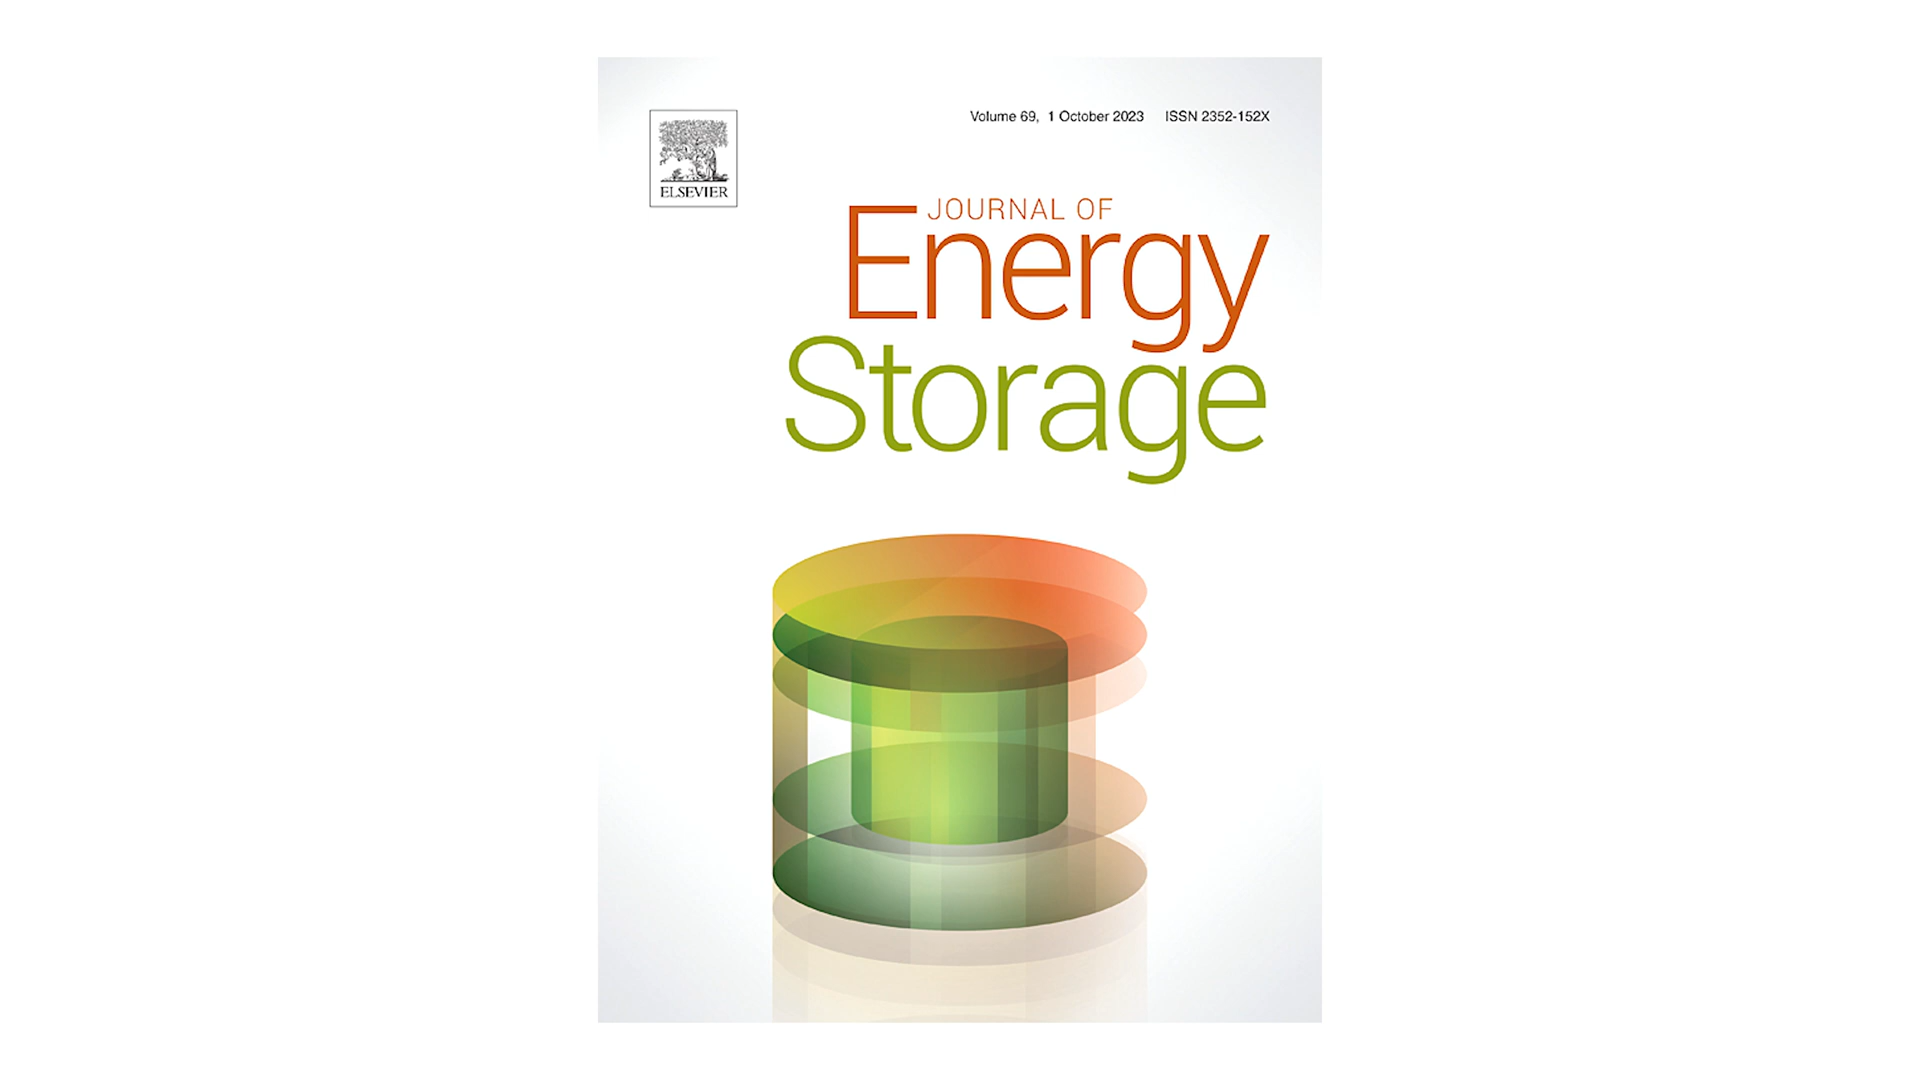 Volume 69, 1 October 2023 ISSN 2352-152X
ELSEVIER
JOURNAL OF
Energy
Storage